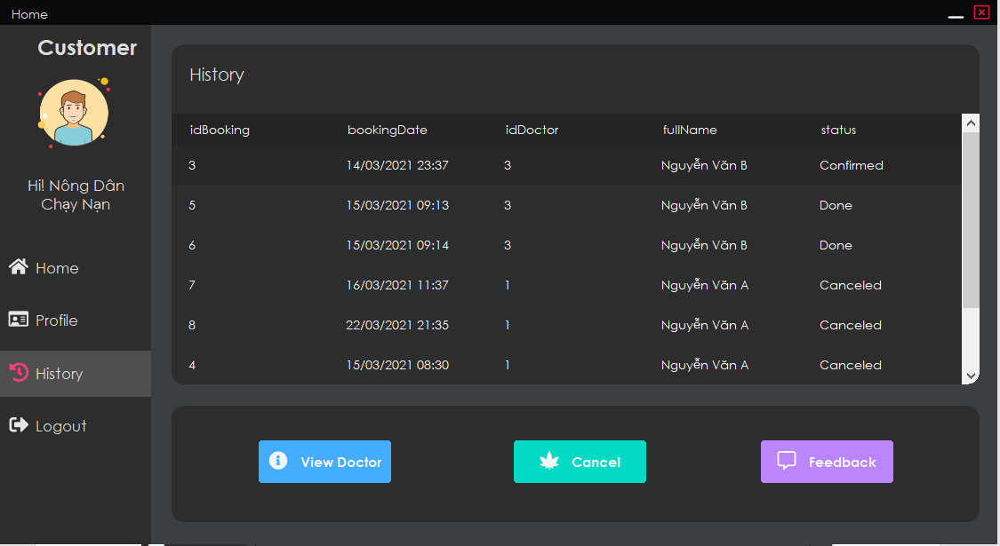 Home
Customer
Hi! Nông Dân
Chạy Nạn
Home
Profile
History
Logout
History
idBooking bookingDate idDoctor fullName status
3 14/03/2021 23:37 3 Nguyễn Văn B Confirmed
5 15/03/2021 09:13 3 Nguyễn Văn B Done
6 15/03/2021 09:14 3 Nguyễn Văn B Done
7 16/03/2021 11:37 1 Nguyễn Văn A Canceled
8 22/03/2021 21:35 1 Nguyễn Văn A Canceled
4 15/03/2021 08:30 1 Nguyễn Văn A Canceled
View Doctor Cancel Feedback